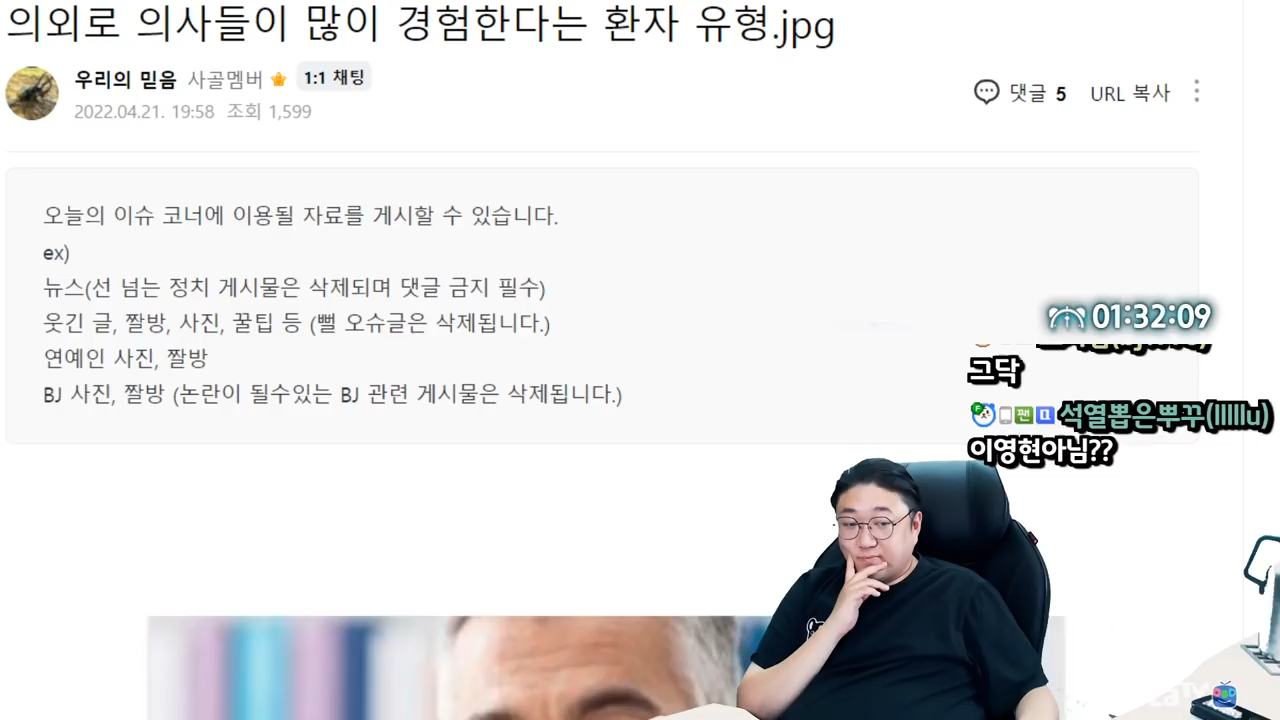 의외로 의사들이 많이 경험한다는 환자 유형.jpg
우리의 믿음 사골멤버 1:1 채팅
2022.04.21. 19:58 조회 1,599
댓글 5 URL 복사
오늘의 이슈 코너에 이용될 자료를 게시할 수 있습니다.
ex)
뉴스(선 넘는 정치 게시물은 삭제되며 댓글 금지 필수)
웃긴 글, 짤방, 사진, 꿀팁 등 (뻘 오슈글은 삭제됩니다.)
연예인 사진, 짤방
BJ 사진, 짤방 (논란이 될수있는 BJ 관련 게시물은 삭제됩니다.)
01:32:09
그닥
F 팬 석열뽑은뿌꾸(lllllu)
이영현아님??